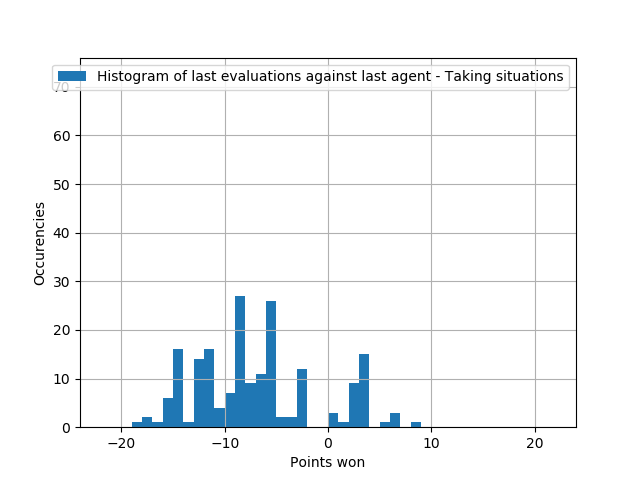 Histogram of last evaluations against last agent - Taking situations
70
60
50
40
30
20
10
0
Occurencies
−20 −10 0 10 20
Points won